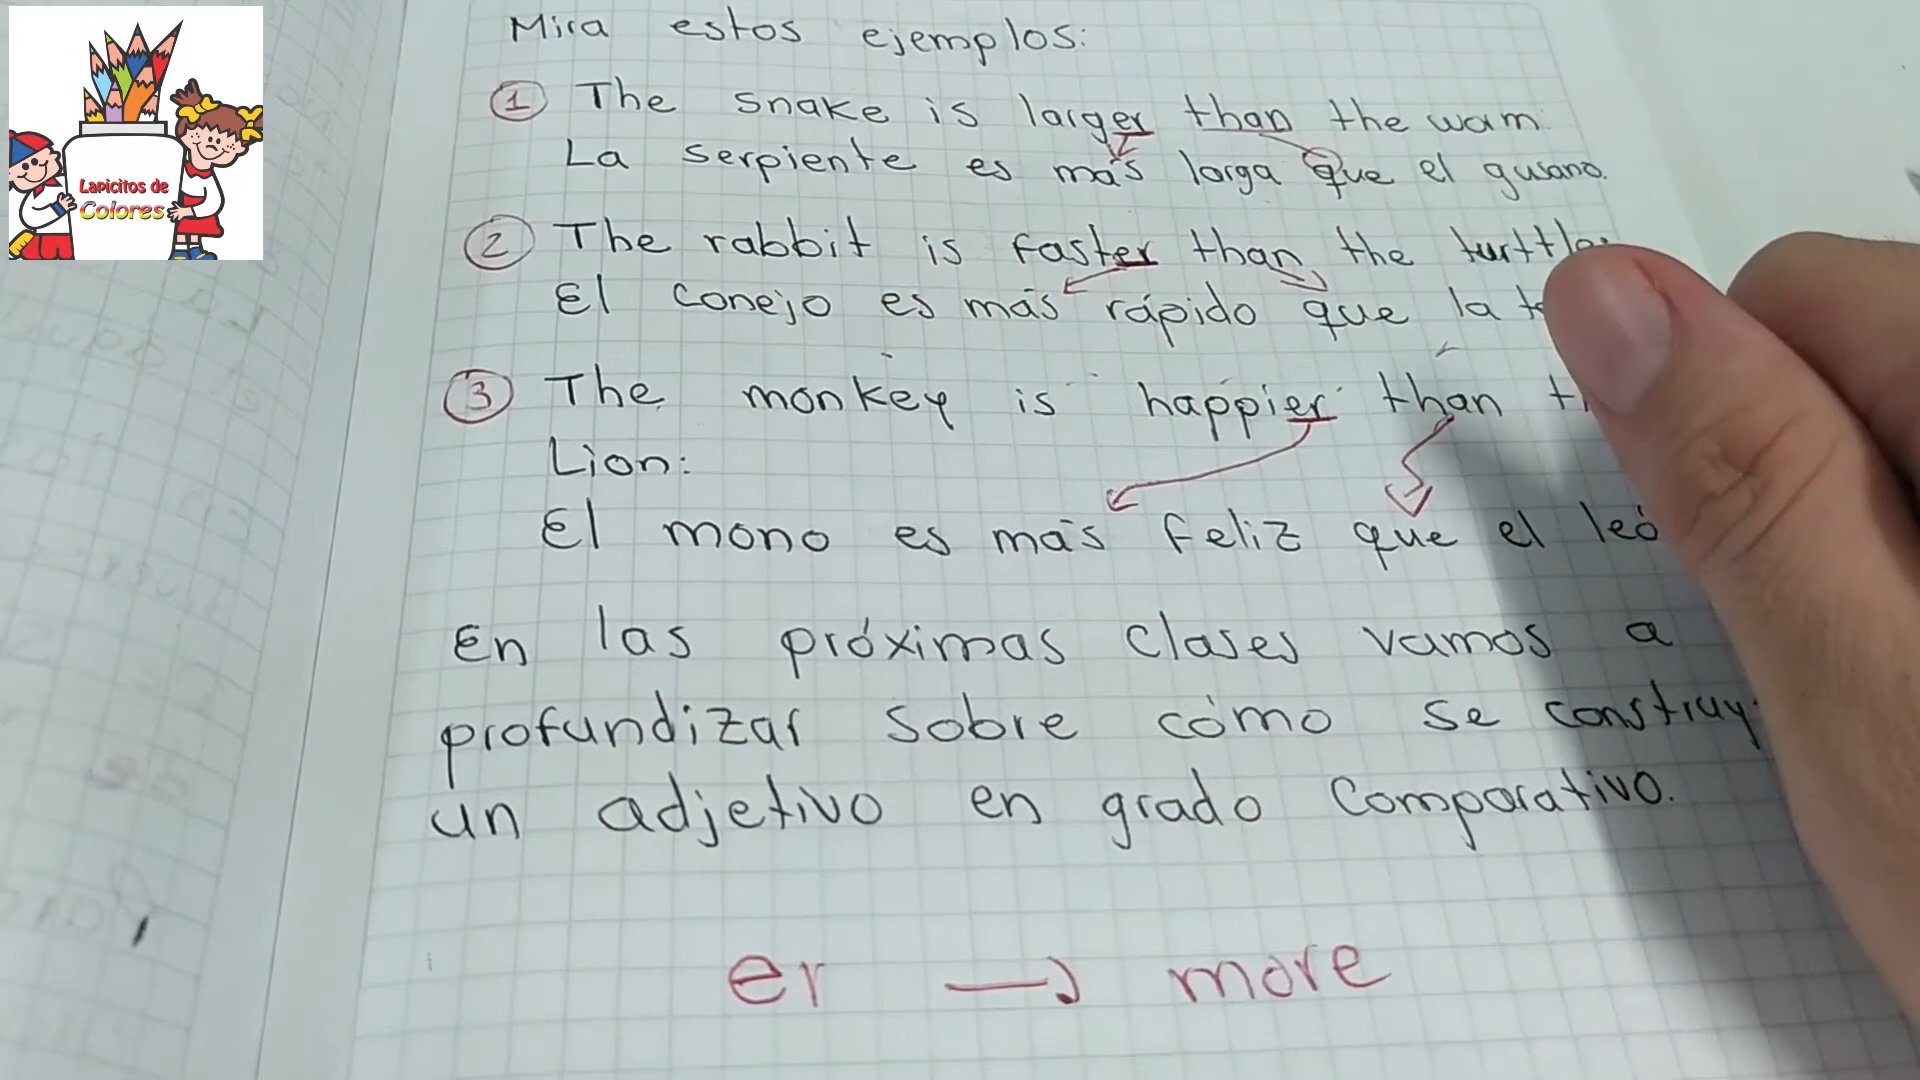 Lapicitos de
Colores
Mira estos ejemplos:
1 The snake is larger than the worm.
La serpiente es más larga que el gusano.
2 The rabbit is faster than the turttle.
El conejo es más rápido que la
3 The monkey is happier than
Lion:
El mono es más feliz que el leó
En las próximas clases vamos a
profundizar sobre cómo se construy
un adjetivo en grado comparativo.
er → more